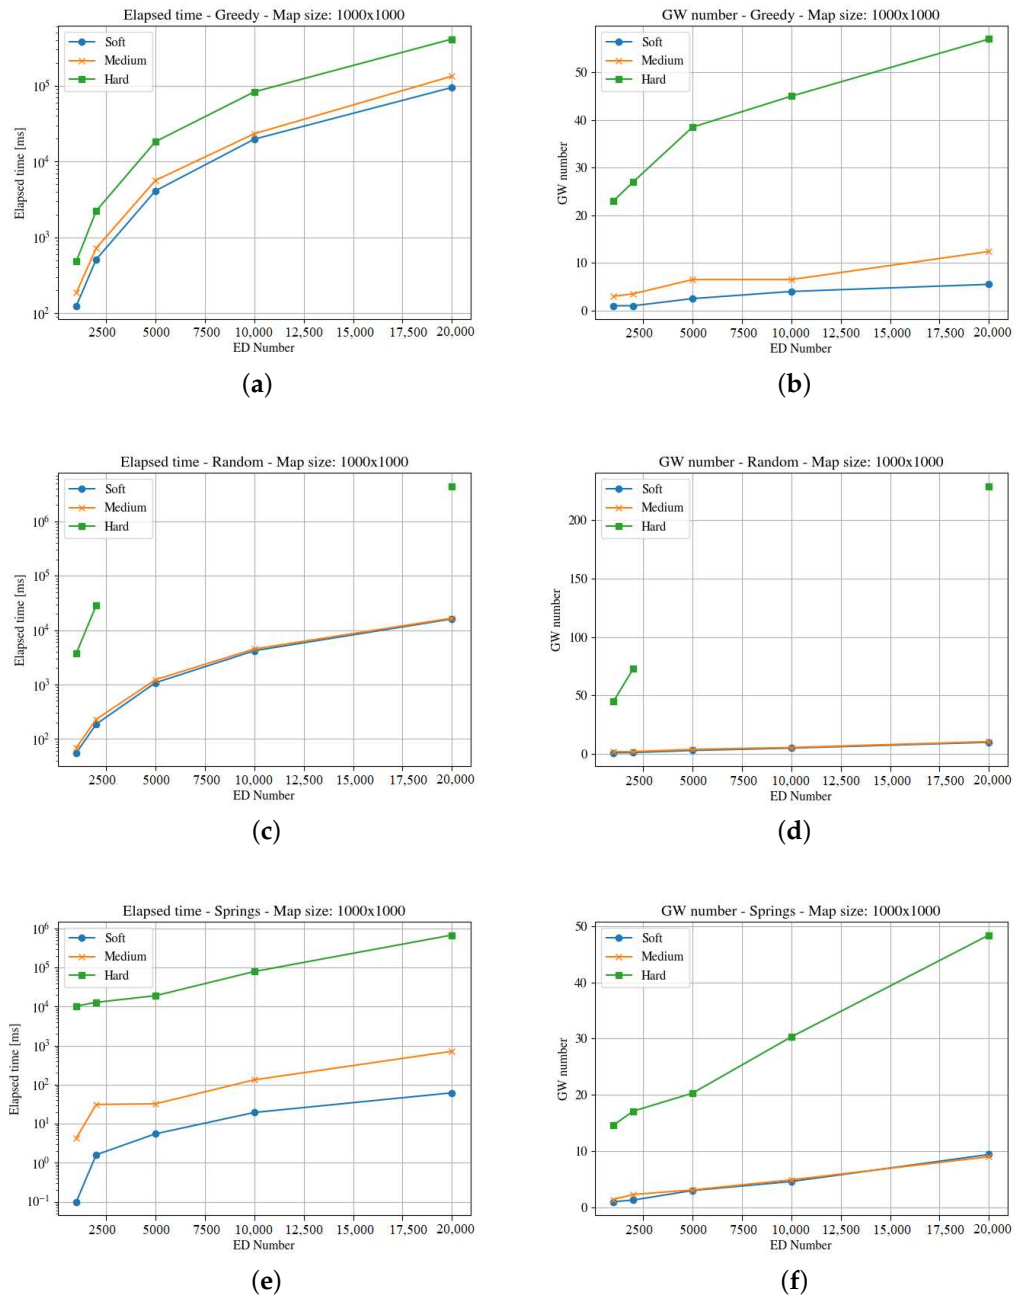 Elapsed time - Greedy - Map size: 1000x1000
Soft
Medium
Hard
Elapsed time [ms]
10^5
10^4
10^3
10^2
2500 5000 7500 10,000 12,500 15,000 17,500 20,000
ED Number
(a)
GW number - Greedy - Map size: 1000x1000
Soft
Medium
Hard
GW number
50
40
30
20
10
0
2500 5000 7500 10,000 12,500 15,000 17,500 20,000
ED Number
(b)
Elapsed time - Random - Map size: 1000x1000
Soft
Medium
Hard
Elapsed time [ms]
10^6
10^5
10^4
10^3
10^2
2500 5000 7500 10,000 12,500 15,000 17,500 20,000
ED Number
(c)
GW number - Random - Map size: 1000x1000
Soft
Medium
Hard
GW number
200
150
100
50
0
2500 5000 7500 10,000 12,500 15,000 17,500 20,000
ED Number
(d)
Elapsed time - Springs - Map size: 1000x1000
Soft
Medium
Hard
Elapsed time [ms]
10^6
10^5
10^4
10^3
10^2
10^1
10^0
10^−1
2500 5000 7500 10,000 12,500 15,000 17,500 20,000
ED Number
(e)
GW number - Springs - Map size: 1000x1000
Soft
Medium
Hard
GW number
50
40
30
20
10
0
2500 5000 7500 10,000 12,500 15,000 17,500 20,000
ED Number
(f)